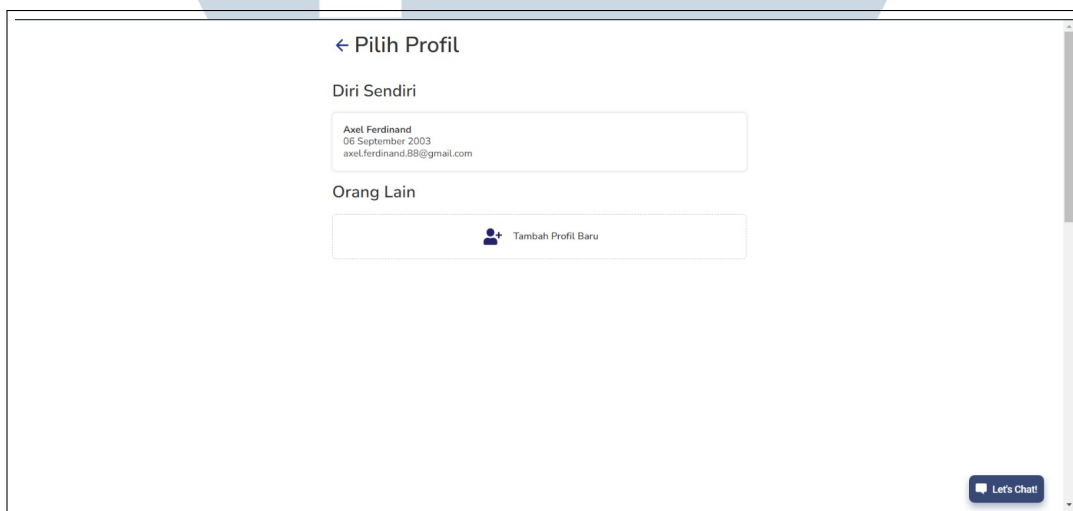 Pilih Profil
Diri Sendiri
Axel Ferdinand
06 September 2003
axel.ferdinand.88@gmail.com
Orang Lain
Tambah Profil Baru
Let's Chat!